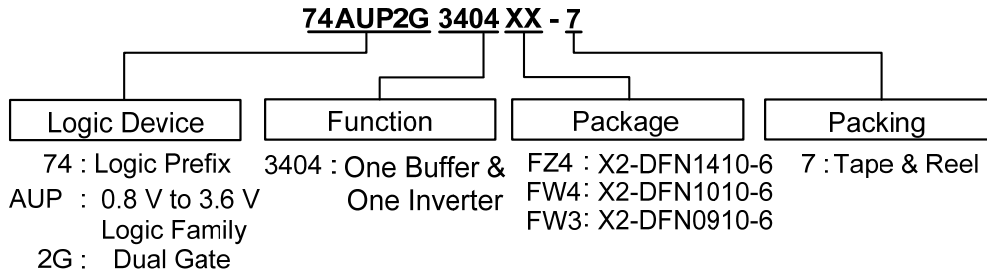 74AUP2G 3404 XX - 7
Logic Device
74 : Logic Prefix
AUP : 0.8 V to 3.6 V
Logic Family
2G : Dual Gate
Function
3404 : One Buffer &
One Inverter
Package
FZ4 : X2-DFN1410-6
FW4: X2-DFN1010-6
FW3: X2-DFN0910-6
Packing
7 : Tape & Reel